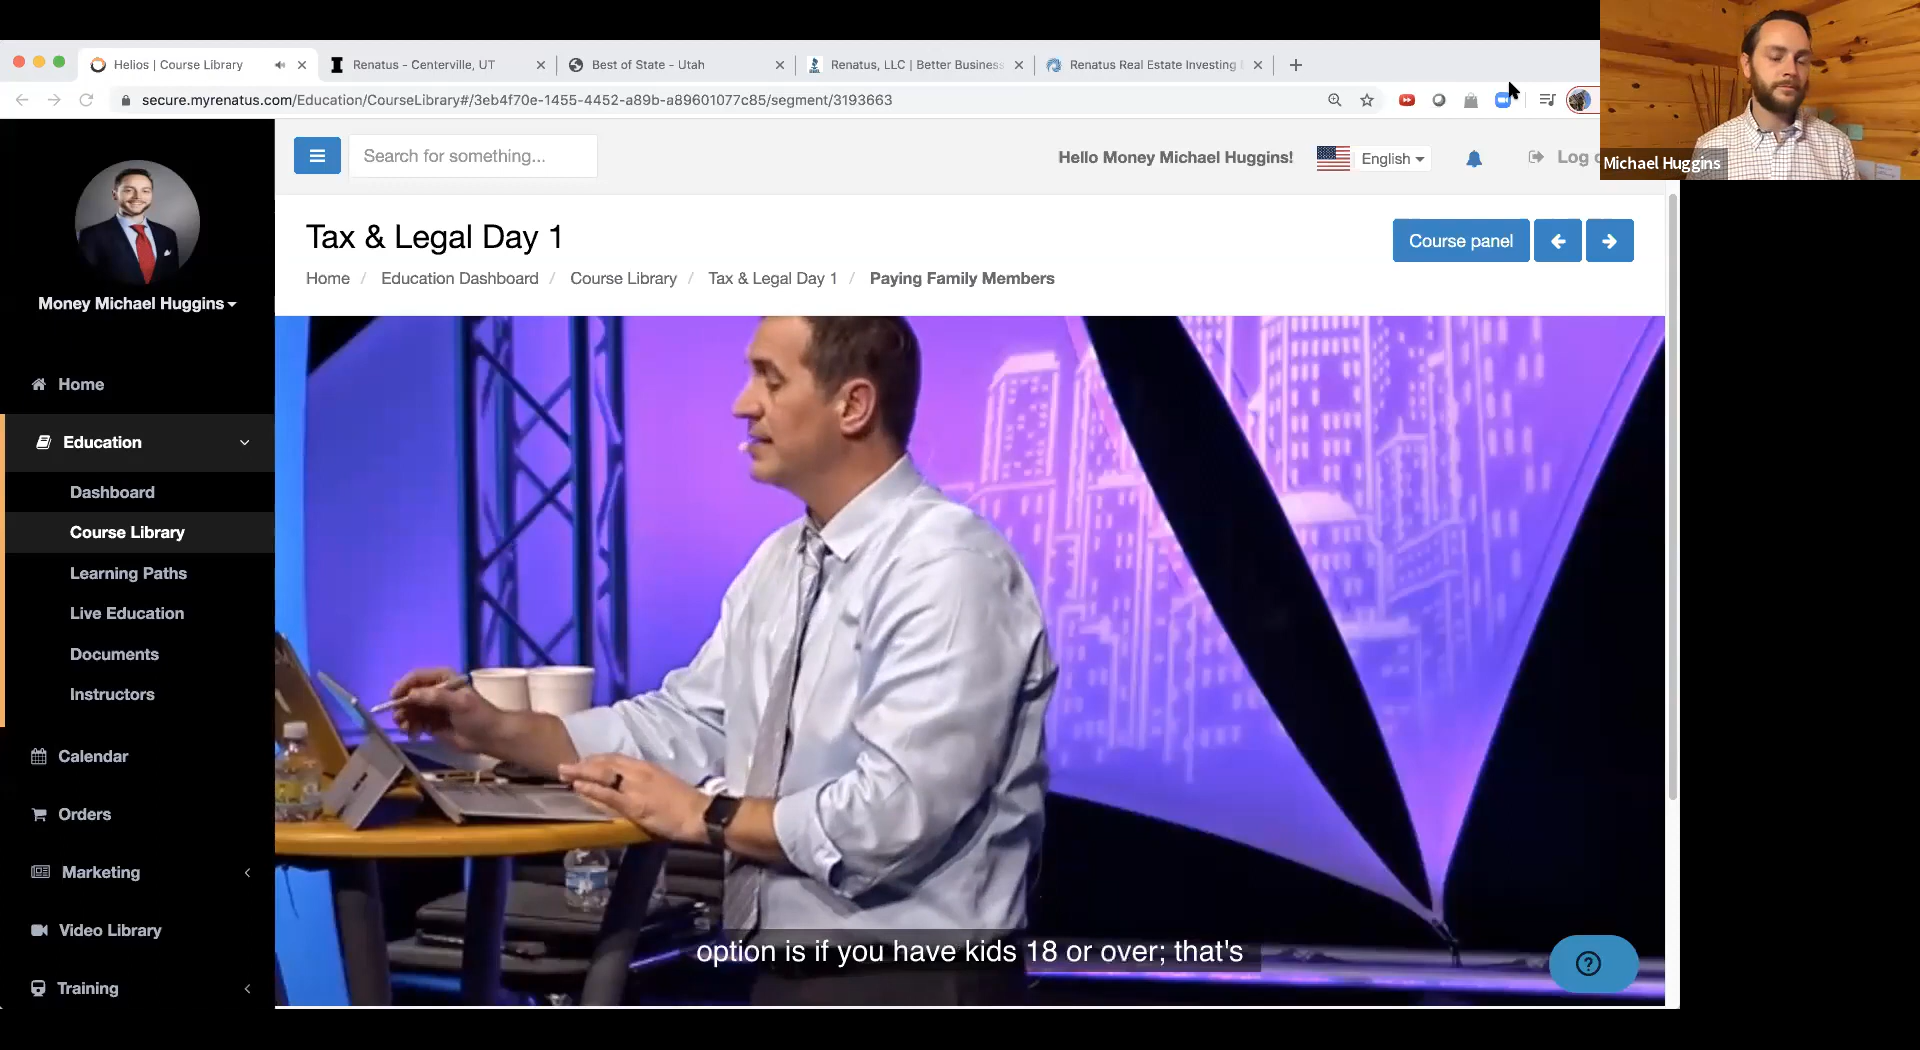 Helios | Course Library
Renatus - Centerville, UT
Best of State - Utah
Renatus, LLC | Better Business
Renatus Real Estate Investing
secure.myrenatus.com/Education/CourseLibrary#/3eb4f70e-1455-4452-a89b-a89601077c85/segment/3193663
Michael Huggins
Search for something...
Hello Money Michael Huggins!
English
Log
Tax & Legal Day 1
Course panel
Home / Education Dashboard / Course Library / Tax & Legal Day 1 / Paying Family Members
Money Michael Huggins
Home
Education
Dashboard
Course Library
Learning Paths
Live Education
Documents
Instructors
Calendar
Orders
Marketing
Video Library
Training
option is if you have kids 18 or over; that's